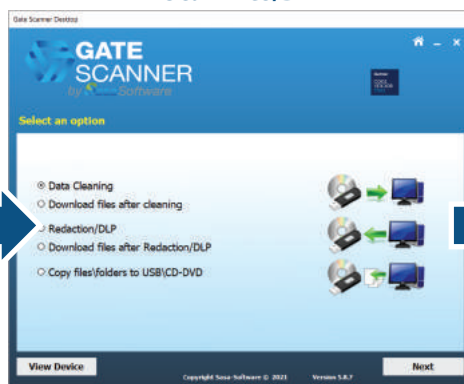 Gate Scanner Desktop
GATE
SCANNER
by Software
Select an option
Data Cleaning
Download files after cleaning
Redaction/DLP
Download files after Redaction/DLP
Copy files\folders to USB\CD-DVD
View Device
Copyright Sasa-Software © 2021 Version 5.8.7
Next